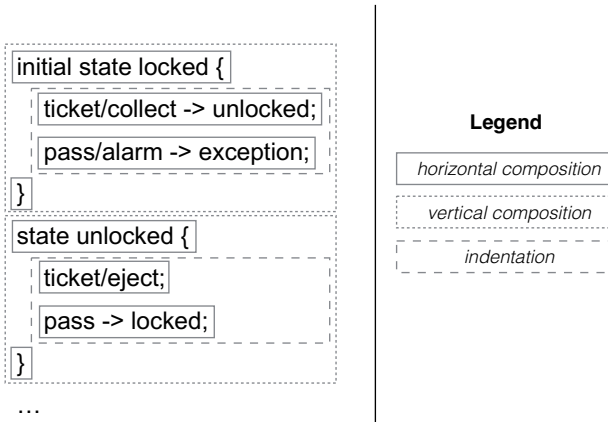 initial state locked {
ticket/collect -> unlocked;
pass/alarm -> exception;
}
state unlocked {
ticket/eject;
pass -> locked;
}
…
Legend
horizontal composition
vertical composition
indentation